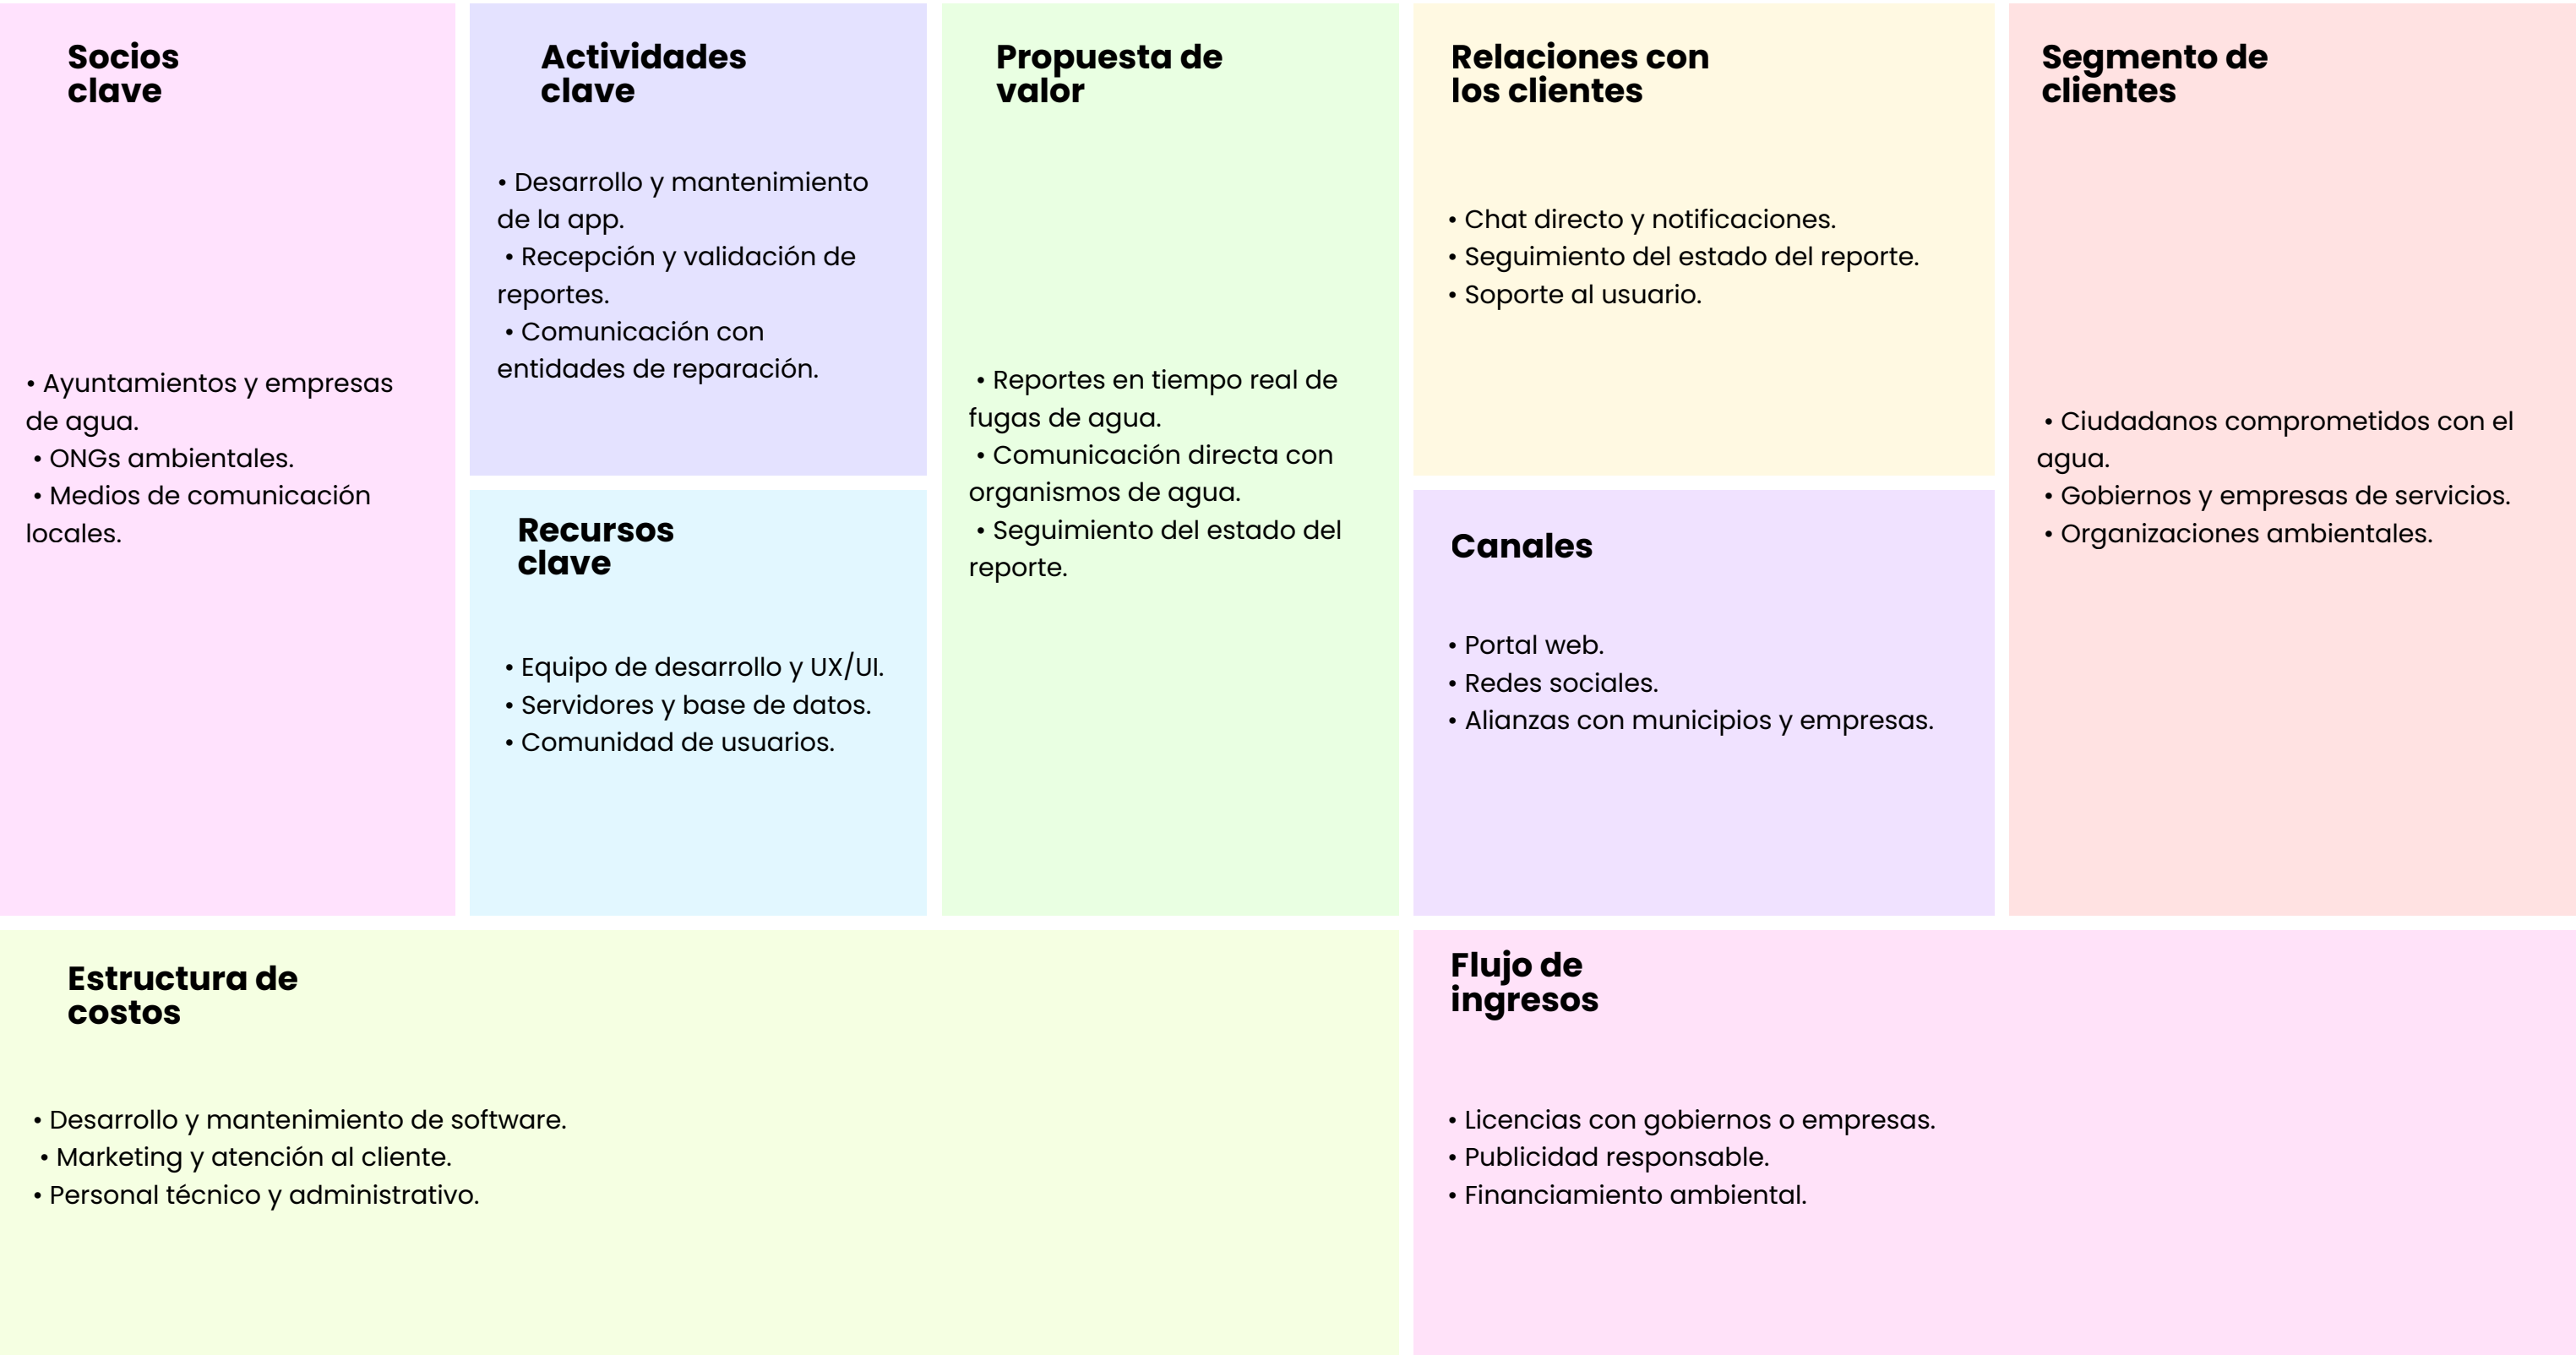 Socios
clave
• Ayuntamientos y empresas
de agua.
• ONGs ambientales.
• Medios de comunicación
locales.
Actividades
clave
• Desarrollo y mantenimiento
de la app.
• Recepción y validación de
reportes.
• Comunicación con
entidades de reparación.
Recursos
clave
• Equipo de desarrollo y UX/UI.
• Servidores y base de datos.
• Comunidad de usuarios.
Propuesta de
valor
• Reportes en tiempo real de
fugas de agua.
• Comunicación directa con
organismos de agua.
• Seguimiento del estado del
reporte.
Relaciones con
los clientes
• Chat directo y notificaciones.
• Seguimiento del estado del reporte.
• Soporte al usuario.
Canales
• Portal web.
• Redes sociales.
• Alianzas con municipios y empresas.
Segmento de
clientes
• Ciudadanos comprometidos con el
agua.
• Gobiernos y empresas de servicios.
• Organizaciones ambientales.
Estructura de
costos
• Desarrollo y mantenimiento de software.
• Marketing y atención al cliente.
• Personal técnico y administrativo.
Flujo de
ingresos
• Licencias con gobiernos o empresas.
• Publicidad responsable.
• Financiamiento ambiental.